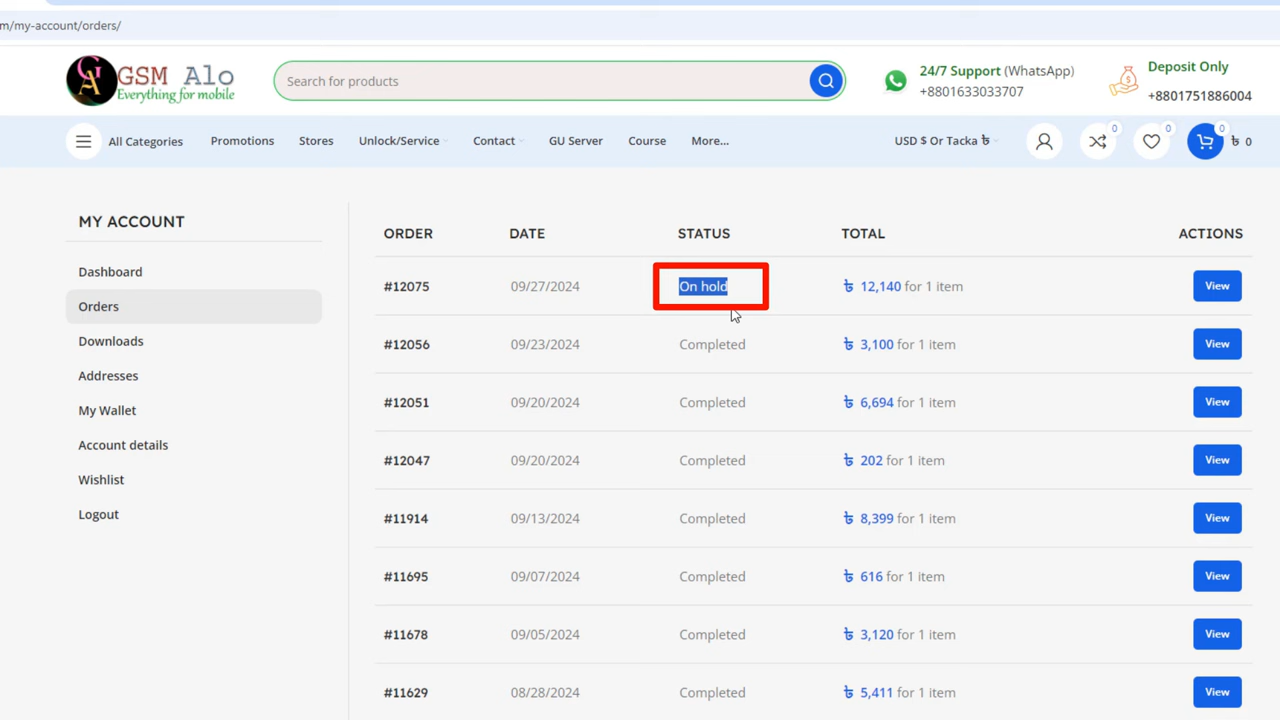 m/my-account/orders/
GSM Alo
Everything for mobile
Search for products
24/7 Support (WhatsApp)
+8801633033707
Deposit Only
+8801751886004
All Categories
Promotions
Stores
Unlock/Service
Contact
GU Server
Course
More...
USD $ Or Tacka ৳
0
0
0
৳ 0
MY ACCOUNT
Dashboard
Orders
Downloads
Addresses
My Wallet
Account details
Wishlist
Logout
ORDER DATE STATUS TOTAL ACTIONS
#12075 09/27/2024 On hold ৳ 12,140 for 1 item View
#12056 09/23/2024 Completed ৳ 3,100 for 1 item View
#12051 09/20/2024 Completed ৳ 6,694 for 1 item View
#12047 09/20/2024 Completed ৳ 202 for 1 item View
#11914 09/13/2024 Completed ৳ 8,399 for 1 item View
#11695 09/07/2024 Completed ৳ 616 for 1 item View
#11678 09/05/2024 Completed ৳ 3,120 for 1 item View
#11629 08/28/2024 Completed ৳ 5,411 for 1 item View